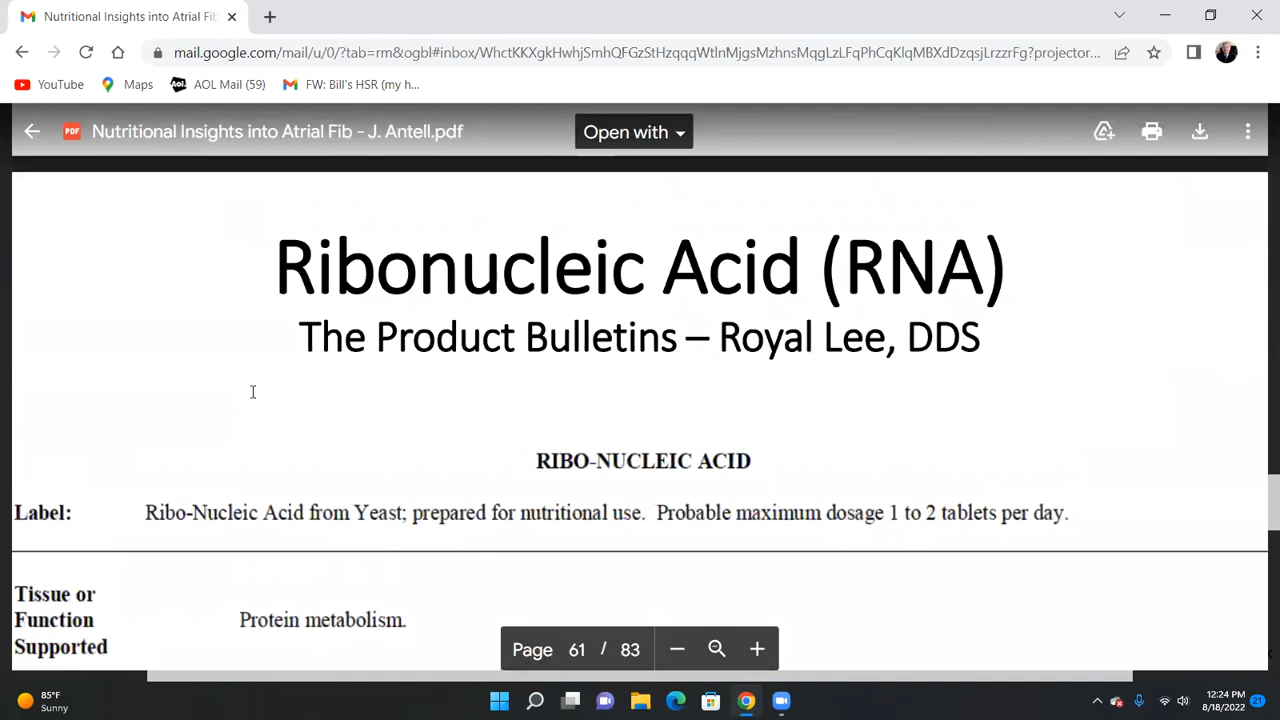 Nutritional Insights into Atrial Fib
mail.google.com/mail/u/0/?tab=rm&ogbl#inbox/WhctKKXgkHwhjSmhQFGzStHzqqqWtlnMjgsMzhnsMqgLzLFqPhCqKlqMBXdDzqsjLrzzrFg?projector...
YouTube Maps AOL Mail (59) FW: Bill's HSR (my h...
PDF Nutritional Insights into Atrial Fib - J. Antell.pdf Open with
Ribonucleic Acid (RNA)
The Product Bulletins – Royal Lee, DDS
RIBO-NUCLEIC ACID
Label: Ribo-Nucleic Acid from Yeast; prepared for nutritional use. Probable maximum dosage 1 to 2 tablets per day.
Tissue or
Function
Supported
Protein metabolism.
Page 61 / 83
85°F
Sunny
12:24 PM
8/18/2022
21